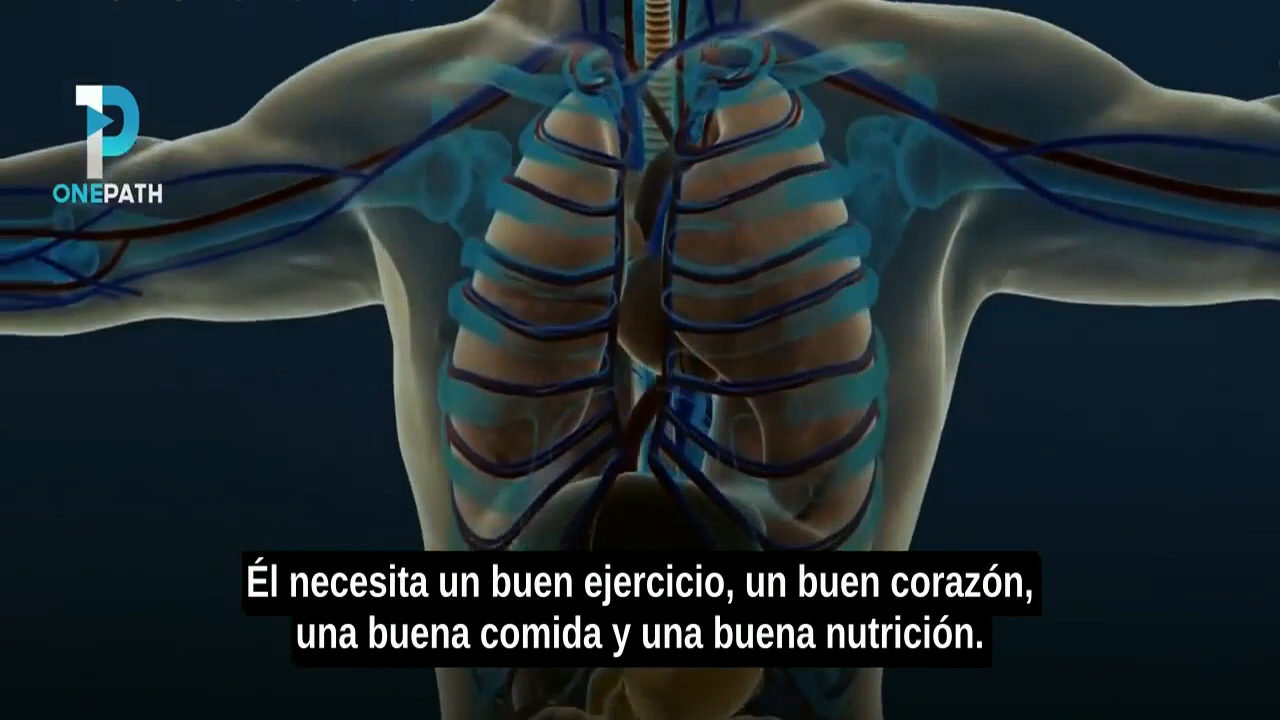 ONEPATH
Él necesita un buen ejercicio, un buen corazón,
una buena comida y una buena nutrición.